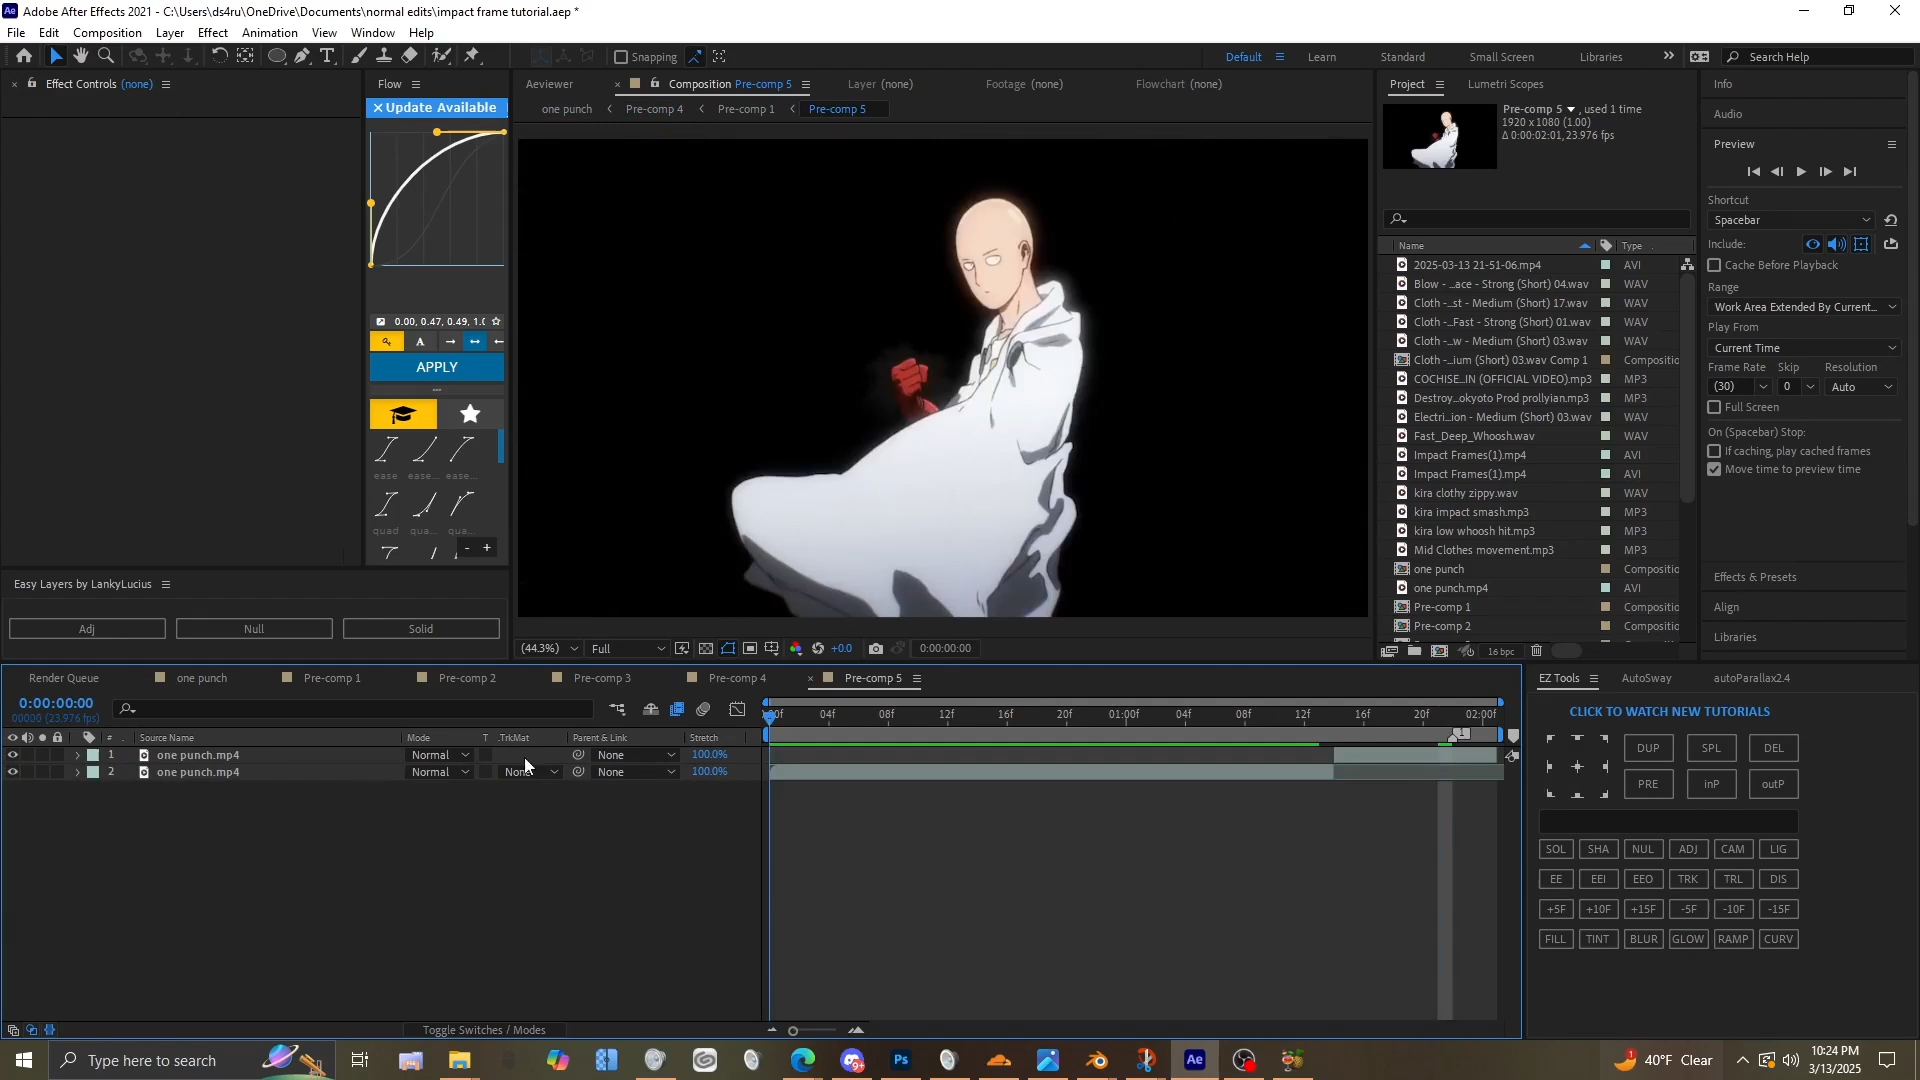 Adobe After Effects 2021 - C:\Users\ds4ru\OneDrive\Documents\normal edits\impact frame tutorial.aep *
File Edit Composition Layer Effect Animation View Window Help
Snapping Default Learn Standard Small Screen Libraries Search Help
Effect Controls (none)
Flow
Update Available
0.00, 0.47, 0.49, 1.0
APPLY
ease ease... ease...
quad qua... qua...
Easy Layers by LankyLucius
Adj Null Solid
Aeviewer Composition Pre-comp 5 Layer (none) Footage (none) Flowchart (none)
one punch Pre-comp 4 Pre-comp 1 Pre-comp 5
(44.3%) Full +0.0 0:00:00:00
Project Lumetri Scopes
Pre-comp 5 , used 1 time
1920 x 1080 (1.00)
Δ 0:00:02:01, 23.976 fps
Name Type
2025-03-13 21-51-06.mp4 AVI
Blow - ...ace - Strong (Short) 04.wav WAV
Cloth -...st - Medium (Short) 17.wav WAV
Cloth -...Fast - Strong (Short) 01.wav WAV
Cloth -...w - Medium (Short) 03.wav WAV
Cloth -...ium (Short) 03.wav Comp 1 Compositio
COCHISE...IN (OFFICIAL VIDEO).mp3 MP3
Destroy...okyoto Prod prollyian.mp3 MP3
Electri...ion - Medium (Short) 03.wav WAV
Fast_Deep_Whoosh.wav WAV
Impact Frames(1).mp4 AVI
Impact Frames(1).mp4 AVI
kira clothy zippy.wav WAV
kira impact smash.mp3 MP3
kira low whoosh hit.mp3 MP3
Mid Clothes movement.mp3 MP3
one punch Compositio
one punch.mp4 AVI
Pre-comp 1 Compositio
Pre-comp 2 Compositio
16 bpc
Info
Audio
Preview
Shortcut
Spacebar
Include:
Cache Before Playback
Range
Work Area Extended By Current...
Play From
Current Time
Frame Rate Skip Resolution
(30) 0 Auto
Full Screen
On (Spacebar) Stop:
If caching, play cached frames
Move time to preview time
Effects & Presets
Align
Libraries
Render Queue one punch Pre-comp 1 Pre-comp 2 Pre-comp 3 Pre-comp 4 Pre-comp 5
0:00:00:00
00000 (23.976 fps)
04f 08f 12f 16f 20f 01:00f 04f 08f 12f 16f 20f 02:00f
# Source Name Mode T .TrkMat Parent & Link Stretch
1 one punch.mp4 Normal None 100.0%
2 one punch.mp4 Normal None None 100.0%
1
Toggle Switches / Modes
EZ Tools AutoSway autoParallax2.4
CLICK TO WATCH NEW TUTORIALS
DUP SPL DEL
PRE inP outP
SOL SHA NUL ADJ CAM LIG
EE EEI EEO TRK TRL DIS
+5F +10F +15F -5F -10F -15F
FILL TINT BLUR GLOW RAMP CURV
Type here to search
40°F Clear
10:24 PM
3/13/2025